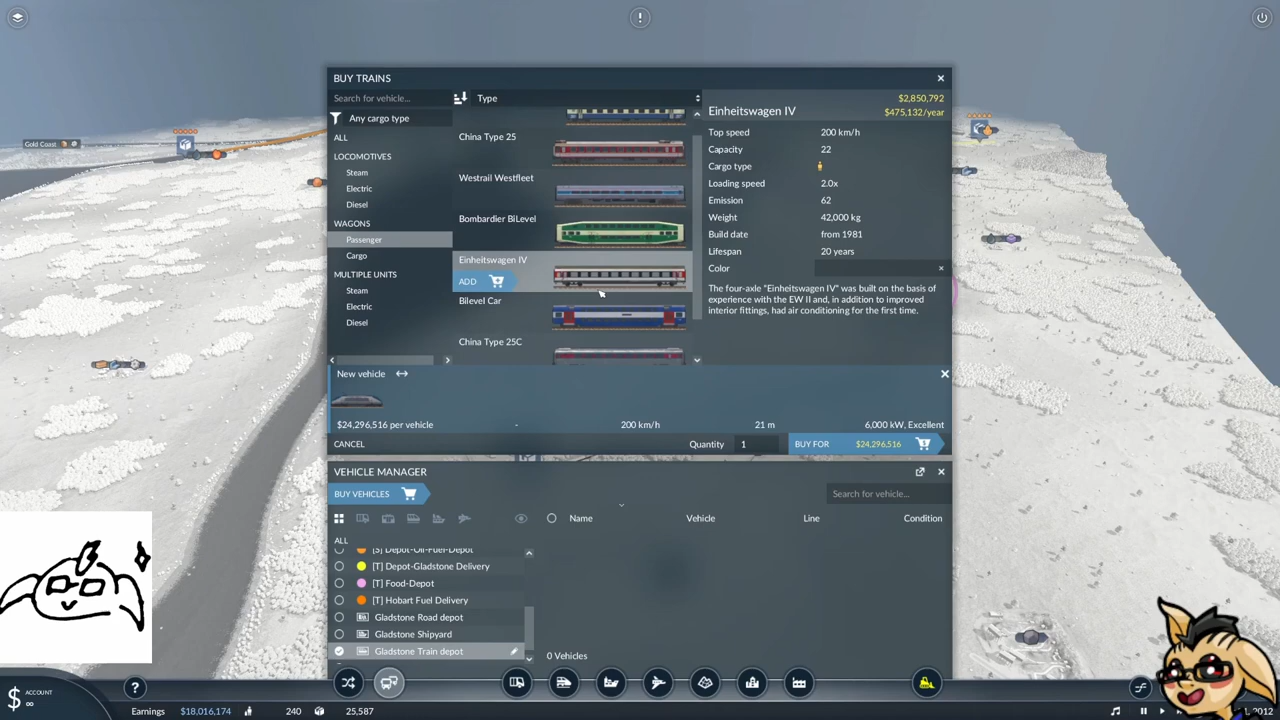 BUY TRAINS
Search for vehicle...
Type
Any cargo type
ALL
LOCOMOTIVES
Steam
Electric
Diesel
WAGONS
Passenger
Cargo
MULTIPLE UNITS
Steam
Electric
Diesel
China Type 25
Westrail Westfleet
Bombardier BiLevel
Einheitswagen IV
ADD
Bilevel Car
China Type 25C
$2,850,792
Einheitswagen IV
$475,132/year
Top speed 200 km/h
Capacity 22
Cargo type
Loading speed 2.0x
Emission 62
Weight 42,000 kg
Build date from 1981
Lifespan 20 years
Color
The four-axle "Einheitswagen IV" was built on the basis of
experience with the EW II and, in addition to improved
interior fittings, had air conditioning for the first time.
Gold Coast
New vehicle
$24,296,516 per vehicle - 200 km/h 21 m 6,000 kW, Excellent
CANCEL Quantity 1 BUY FOR $24,296,516
VEHICLE MANAGER
BUY VEHICLES
Search for vehicle...
Name Vehicle Line Condition
ALL
[S] Depot-Oil-Fuel-Depot
[T] Depot-Gladstone Delivery
[T] Food-Depot
[T] Hobart Fuel Delivery
Gladstone Road depot
Gladstone Shipyard
Gladstone Train depot
0 Vehicles
$ ACCOUNT
∞
?
Earnings $18,016,174 240 25,587
1, 2012